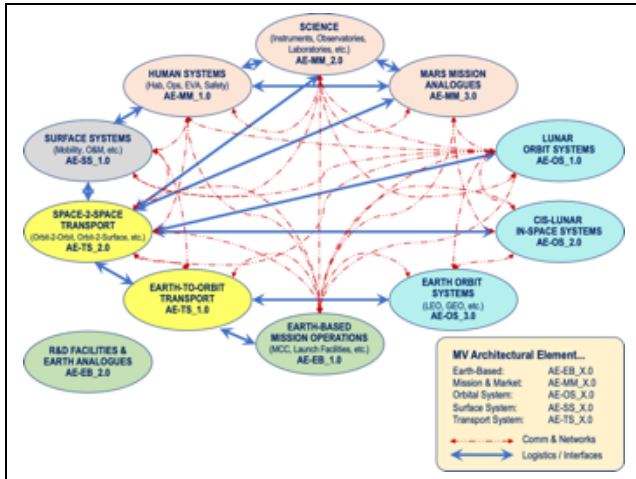 SCIENCE
(Instruments, Observatories,
Laboratories, etc.)
AE-MM_2.0
HUMAN SYSTEMS
(Hab, Ops, EVA, Safety)
AE-MM_1.0
MARS MISSION
ANALOGUES
AE-MM_3.0
SURFACE SYSTEMS
(Mobility, O&M, etc.)
AE-SS_1.0
LUNAR
ORBIT SYSTEMS
AE-OS_1.0
SPACE-2-SPACE
TRANSPORT
(Orbit-2-Orbit, Orbit-2-Surface, etc.)
AE-TS_2.0
CIS-LUNAR
IN-SPACE SYSTEMS
AE-OS_2.0
EARTH-TO-ORBIT
TRANSPORT
AE-TS_1.0
EARTH ORBIT
SYSTEMS
(LEO, GEO, etc.)
AE-OS_3.0
EARTH-BASED
MISSION OPERATIONS
(MCC, Launch Facilities, etc.)
AE-EB_1.0
R&D FACILITIES &
EARTH ANALOGUES
AE-EB_2.0
MV Architectural Element...
Earth-Based: AE-EB_X.0
Mission & Market: AE-MM_X.0
Orbital System: AE-OS_X.0
Surface System: AE-SS_X.0
Transport System: AE-TS_X.0
Comm & Networks
Logistics / Interfaces